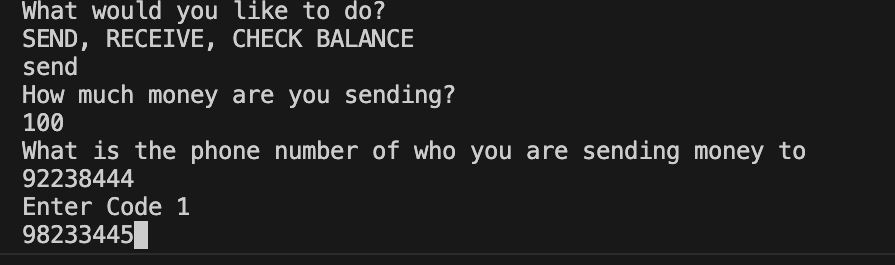 What would you like to do?
SEND, RECEIVE, CHECK BALANCE
send
How much money are you sending?
100
What is the phone number of who you are sending money to
92238444
Enter Code 1
98233445